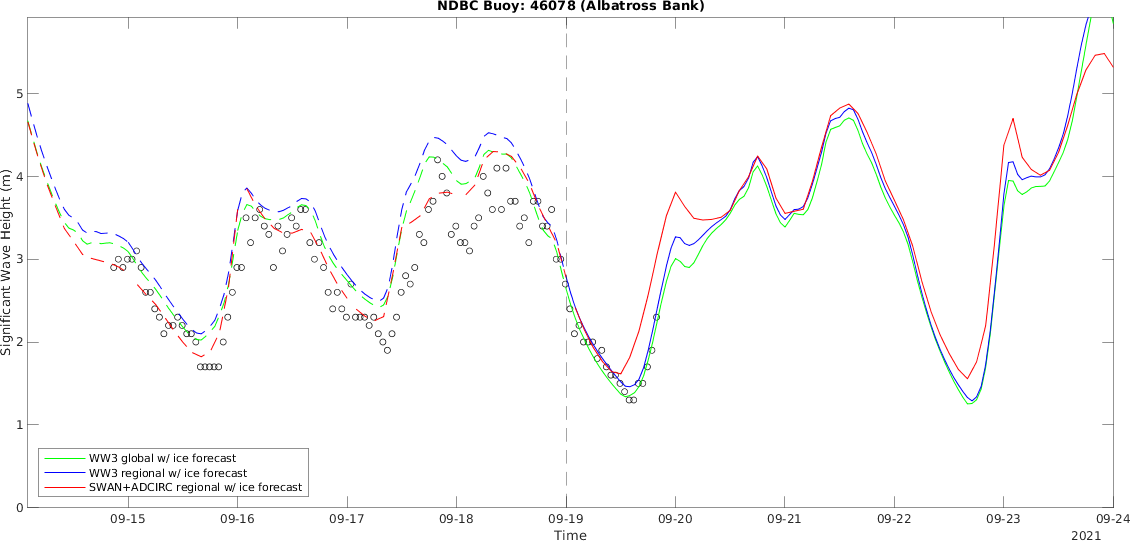 NDBC Buoy: 46078 (Albatross Bank)
Significant Wave Height (m)
5
4
3
2
1
0
WW3 global w/ ice forecast
WW3 regional w/ ice forecast
SWAN+ADCIRC regional w/ ice forecast
09-15 09-16 09-17 09-18 09-19 09-20 09-21 09-22 09-23 09-24
Time
2021